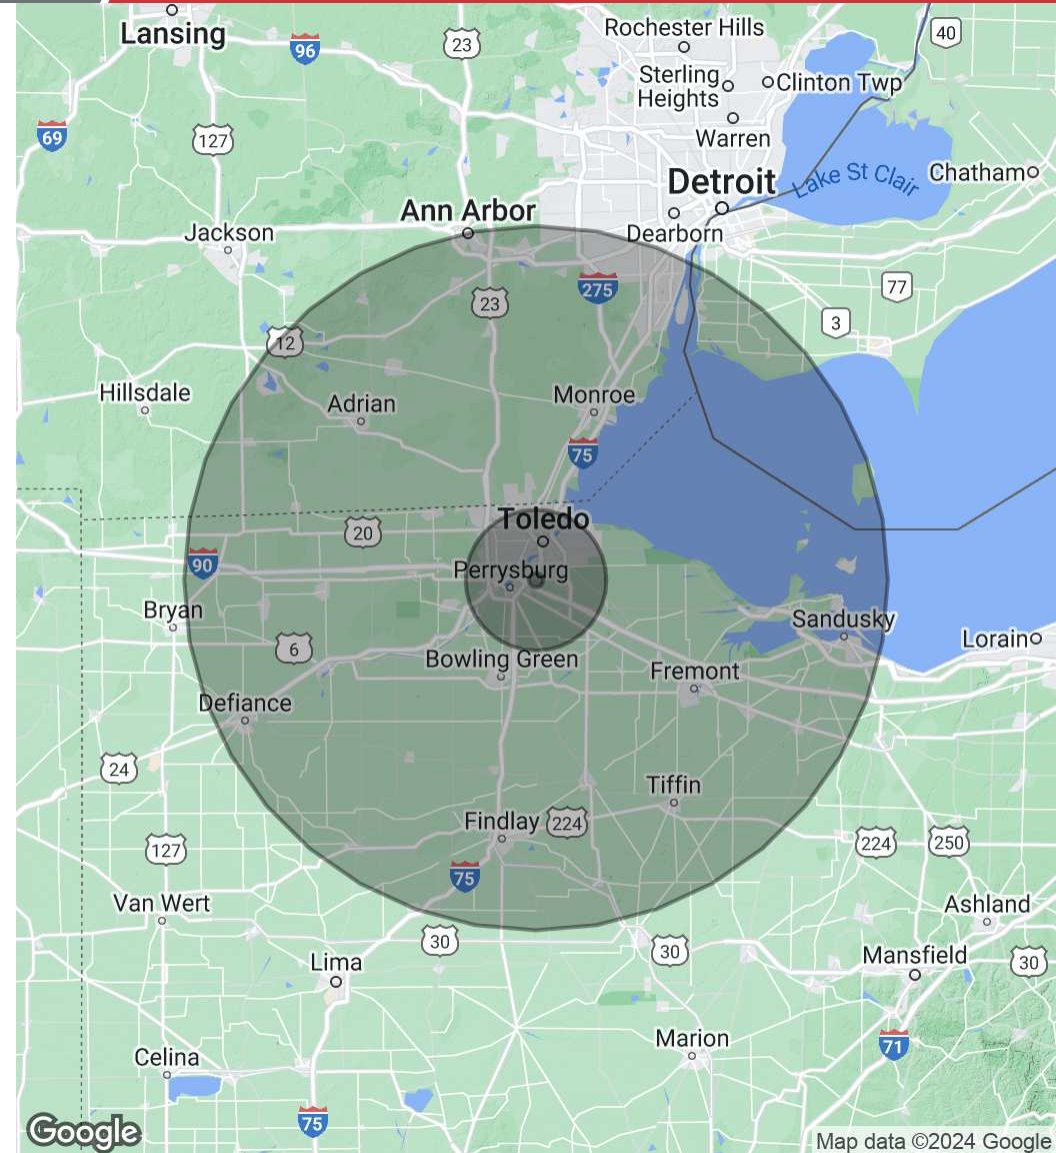 Lansing
96
23
Rochester Hills
40
Sterling
Heights
Clinton Twp
69
127
Warren
Detroit
Lake St Clair
Chatham
Ann Arbor
Jackson
Dearborn
275
77
23
3
12
Hillsdale
Adrian
Monroe
75
Toledo
20
90
Perrysburg
Bryan
Sandusky
6
Lorain
Bowling Green
Fremont
Defiance
24
Tiffin
Findlay
224
127
224
250
75
Van Wert
Ashland
30
30
Mansfield
30
Lima
Marion
71
Celina
75
Google
Map data ©2024 Google